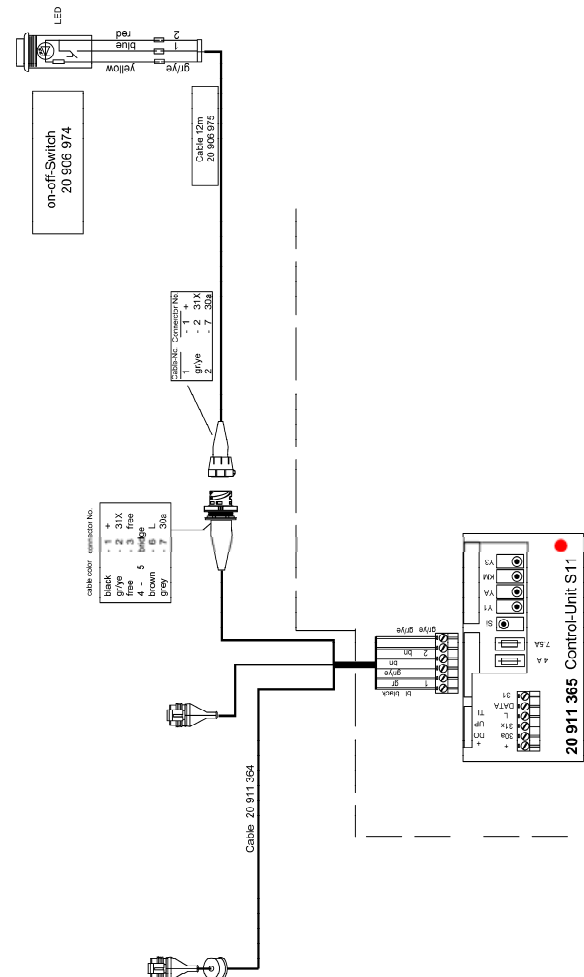 LED
red
blue
yellow
2
1
gr/ye
on-off-Switch
20 906 974
Cable 12m
20 906 975
Cable-No. Connector No.
1 - 1 +
gr/ye - 2 31X
2 - 7 30a
cable color connector No.
black - 1 +
gr/ye - 2 31X
free - 3 free
4 - 5 bridge
brown - 6 L
grey - 7 30a
Cable 20 911 364
gr/ye gr/ye
2 bn
bn
gr/ye
1 gr
bl black
Y3
KM
YA
Y1
SI
7.5A
4 A
31
DATA
L
31x
30a
+
TI
UP
DO
+
20 911 365 Control-Unit S11